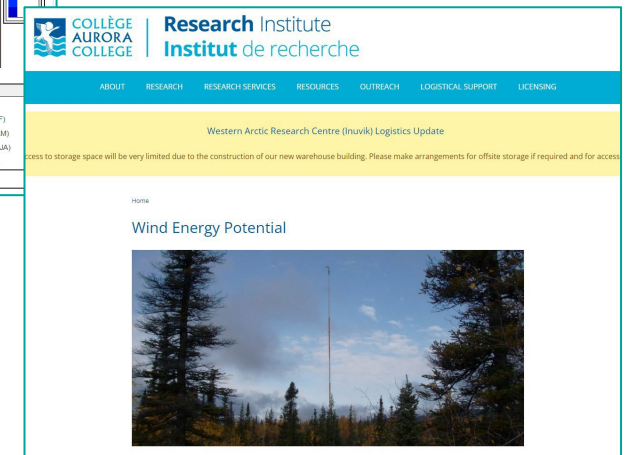 COLLÈGE
AURORA
COLLEGE
Research Institute
Institut de recherche
ABOUT RESEARCH RESEARCH SERVICES RESOURCES OUTREACH LOGISTICAL SUPPORT LICENSING
Western Arctic Research Centre (Inuvik) Logistics Update
access to storage space will be very limited due to the construction of our new warehouse building. Please make arrangements for offsite storage if required and for access
Home
Wind Energy Potential
F)
M)
JA)